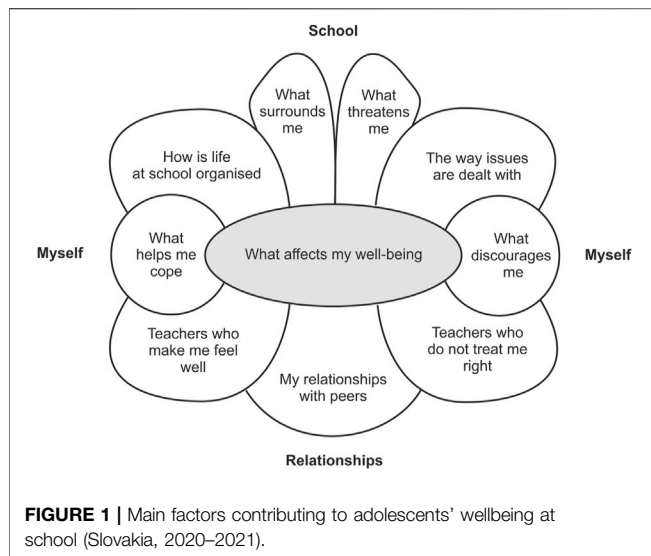 School
What
surrounds
me
What
threatens
me
How is life
at school organised
The way issues
are dealt with
Myself
What
helps me
cope
What affects my well-being
What
discourages
me
Myself
Teachers who
make me feel
well
My relationships
with peers
Teachers who
do not treat me
right
Relationships
FIGURE 1 | Main factors contributing to adolescents’ wellbeing at
school (Slovakia, 2020–2021).